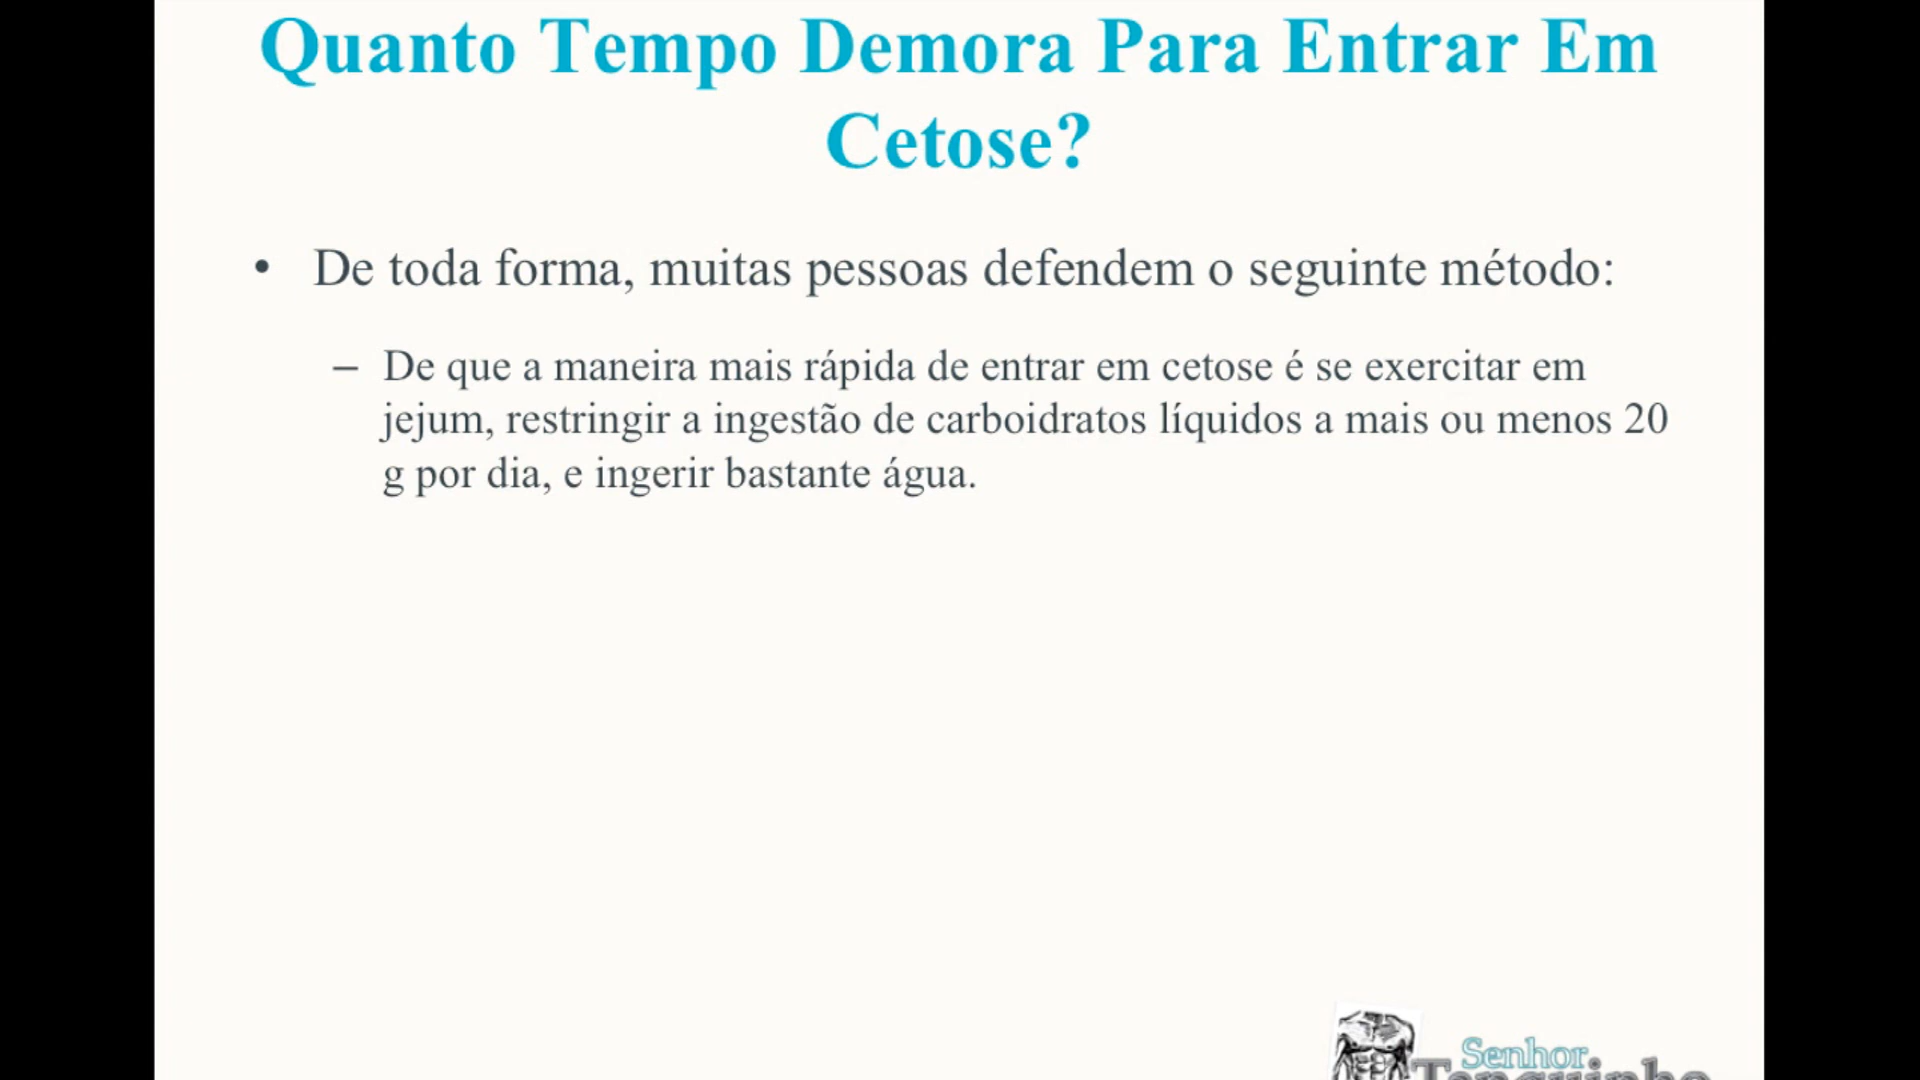 Quanto Tempo Demora Para Entrar Em
Cetose?
• De toda forma, muitas pessoas defendem o seguinte método:
– De que a maneira mais rápida de entrar em cetose é se exercitar em
jejum, restringir a ingestão de carboidratos líquidos a mais ou menos 20
g por dia, e ingerir bastante água.
Senhor
Tanquinho